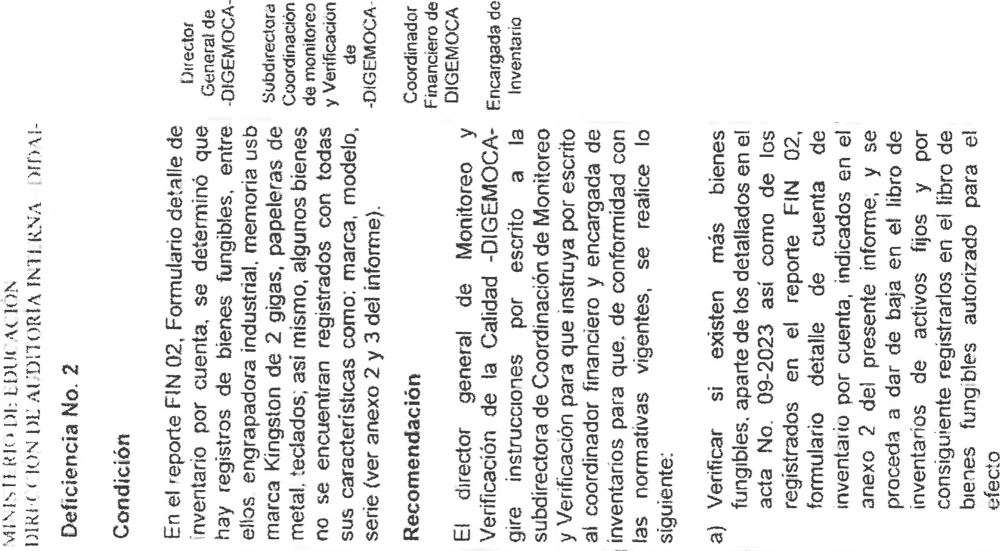 MINISTERIO DE EDUCACIÓN
DIRECCIÓN DE AUDITORIA INTERNA -DIDAI-
Deficiencia No. 2
Condición
En el reporte FIN 02, Formulario detalle de
inventario por cuenta, se determinó que
hay registros de bienes fungibles, entre
ellos, engrapadora industrial, memoria usb
marca Kingston de 2 gigas, papeleras de
metal, teclados; así mismo, algunos bienes
no se encuentran registrados con todas
sus características como: marca, modelo,
serie (ver anexo 2 y 3 del informe).
Recomendación
El director general de Monitoreo y
Verificación de la Calidad -DIGEMOCA-
gire instrucciones por escrito a la
subdirectora de Coordinación de Monitoreo
y Verificación para que instruya por escrito
al coordinador financiero y encargada de
inventarios para que, de conformidad con
las normativas vigentes, se realice lo
siguiente:
a) Verificar si existen más bienes
fungibles, aparte de los detallados en el
acta No. 09-2023 así como de los
registrados en el reporte FIN 02,
formulario detalle de cuenta de
inventario por cuenta, indicados en el
anexo 2 del presente informe, y se
proceda a dar de baja en el libro de
inventarios de activos fijos y por
consiguiente registrarlos en el libro de
bienes fungibles autorizado para el
efecto
Director
General de
-DIGEMOCA-
Subdirectora
Coordinación
de monitoreo
y Verificación
de
-DIGEMOCA-
Coordinador
Financiero de
DIGEMOCA
Encargada de
Inventario